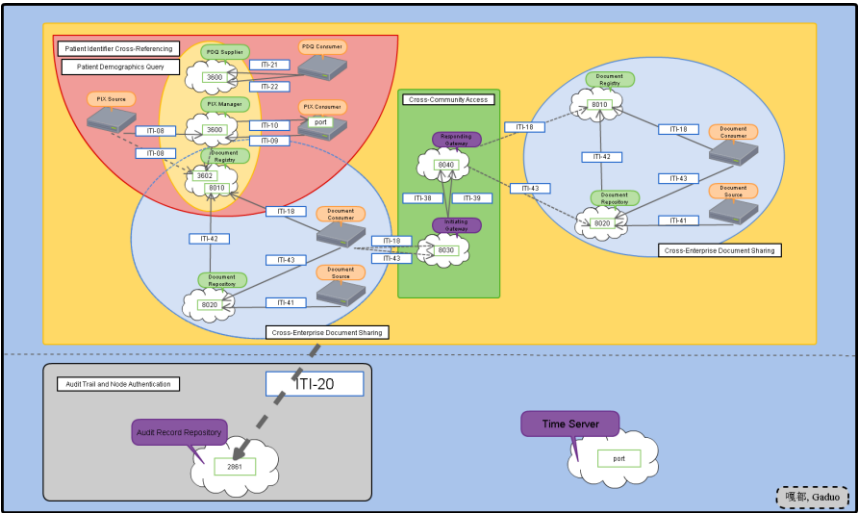 Patient Identifier Cross-Referencing
Patient Demographics Query
PDQ Supplier
3600
ITI-21
ITI-22
PDQ Consumer
PIX Source
ITI-08
ITI-08
PIX Manager
3600
ITI-10
ITI-09
PIX Consumer
port
Document
Registry
3602
8010
ITI-18
ITI-42
ITI-43
ITI-41
Document
Consumer
Document
Source
Document
Repository
8020
Cross-Enterprise Document Sharing
ITI-18
ITI-43
Cross-Community Access
Responding
Gateway
8040
ITI-38
ITI-39
Initiating
Gateway
8030
ITI-18
ITI-43
Document
Registry
8010
ITI-18
ITI-42
ITI-43
ITI-41
Document
Consumer
Document
Source
Document
Repository
8020
Cross-Enterprise Document Sharing
Audit Trail and Node Authentication
ITI-20
Audit Record Repository
2861
Time Server
port
嘎部, Gaduo